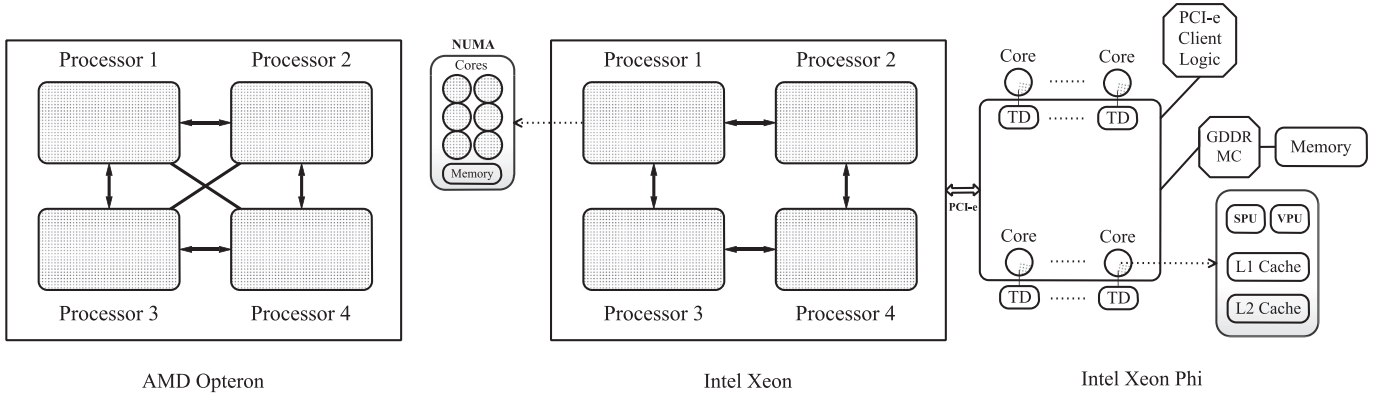 Processor 1
Processor 2
Processor 3
Processor 4
AMD Opteron
NUMA
Cores
Memory
Processor 1
Processor 2
Processor 3
Processor 4
Intel Xeon
PCI-e
Core
Core
TD
TD
Core
Core
TD
TD
PCI-e
Client
Logic
GDDR
MC
Memory
SPU
VPU
L1 Cache
L2 Cache
Intel Xeon Phi